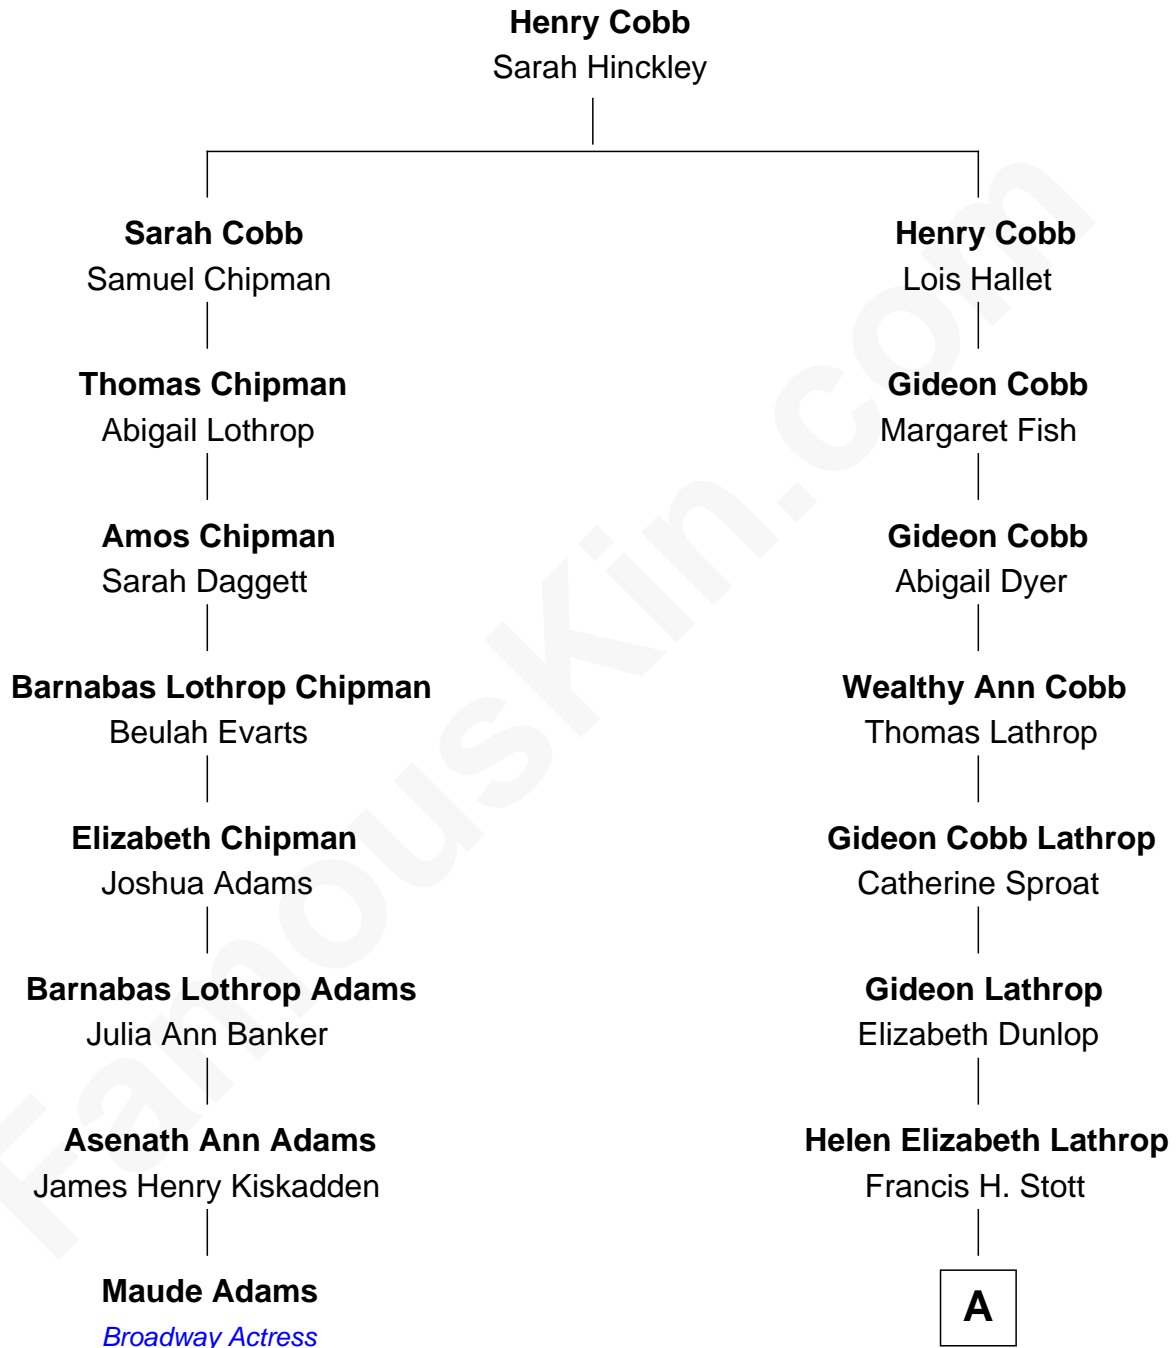 Henry Cobb
Sarah Hinckley
Sarah Cobb
Samuel Chipman
Henry Cobb
Lois Hallet
Thomas Chipman
Abigail Lothrop
Gideon Cobb
Margaret Fish
Amos Chipman
Sarah Daggett
Gideon Cobb
Abigail Dyer
Barnabas Lothrop Chipman
Beulah Evarts
Wealthy Ann Cobb
Thomas Lathrop
Elizabeth Chipman
Joshua Adams
Gideon Cobb Lathrop
Catherine Sproat
Barnabas Lothrop Adams
Julia Ann Banker
Gideon Lathrop
Elizabeth Dunlop
Asenath Ann Adams
James Henry Kiskadden
Helen Elizabeth Lathrop
Francis H. Stott
Maude Adams
Broadway Actress
A
FamousKin.com